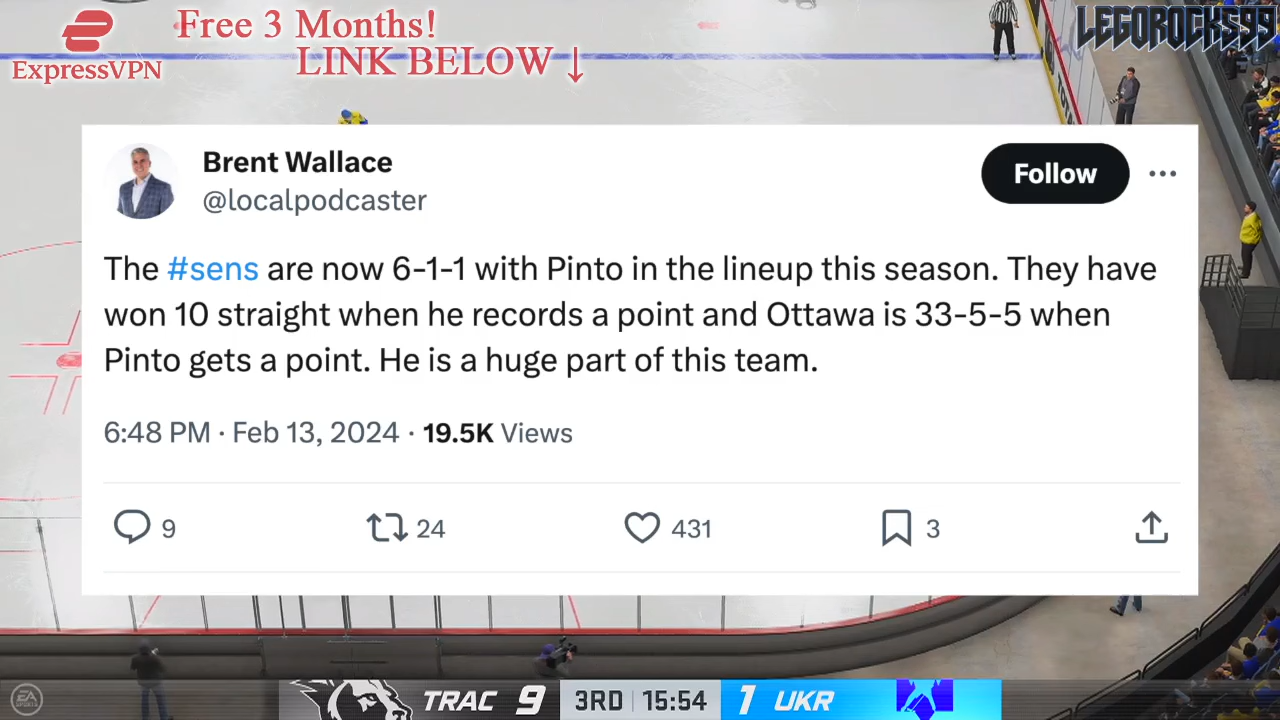 Free 3 Months!
LINK BELOW ↓
ExpressVPN
LEGOROCKS99
Brent Wallace
@localpodcaster
Follow
The #sens are now 6-1-1 with Pinto in the lineup this season. They have
won 10 straight when he records a point and Ottawa is 33-5-5 when
Pinto gets a point. He is a huge part of this team.
6:48 PM · Feb 13, 2024 · 19.5K Views
9
24
431
3
EA
SPORTS
TRAC 9 3RD 15:54 1 UKR